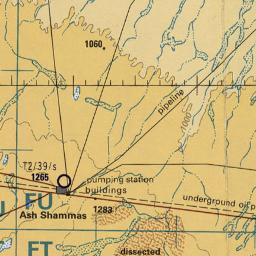 1060
pipeline
1000
T2/39/s
1265
pumping station
buildings
FU
underground oil p
Ash Shammas
1283
FT
dissected